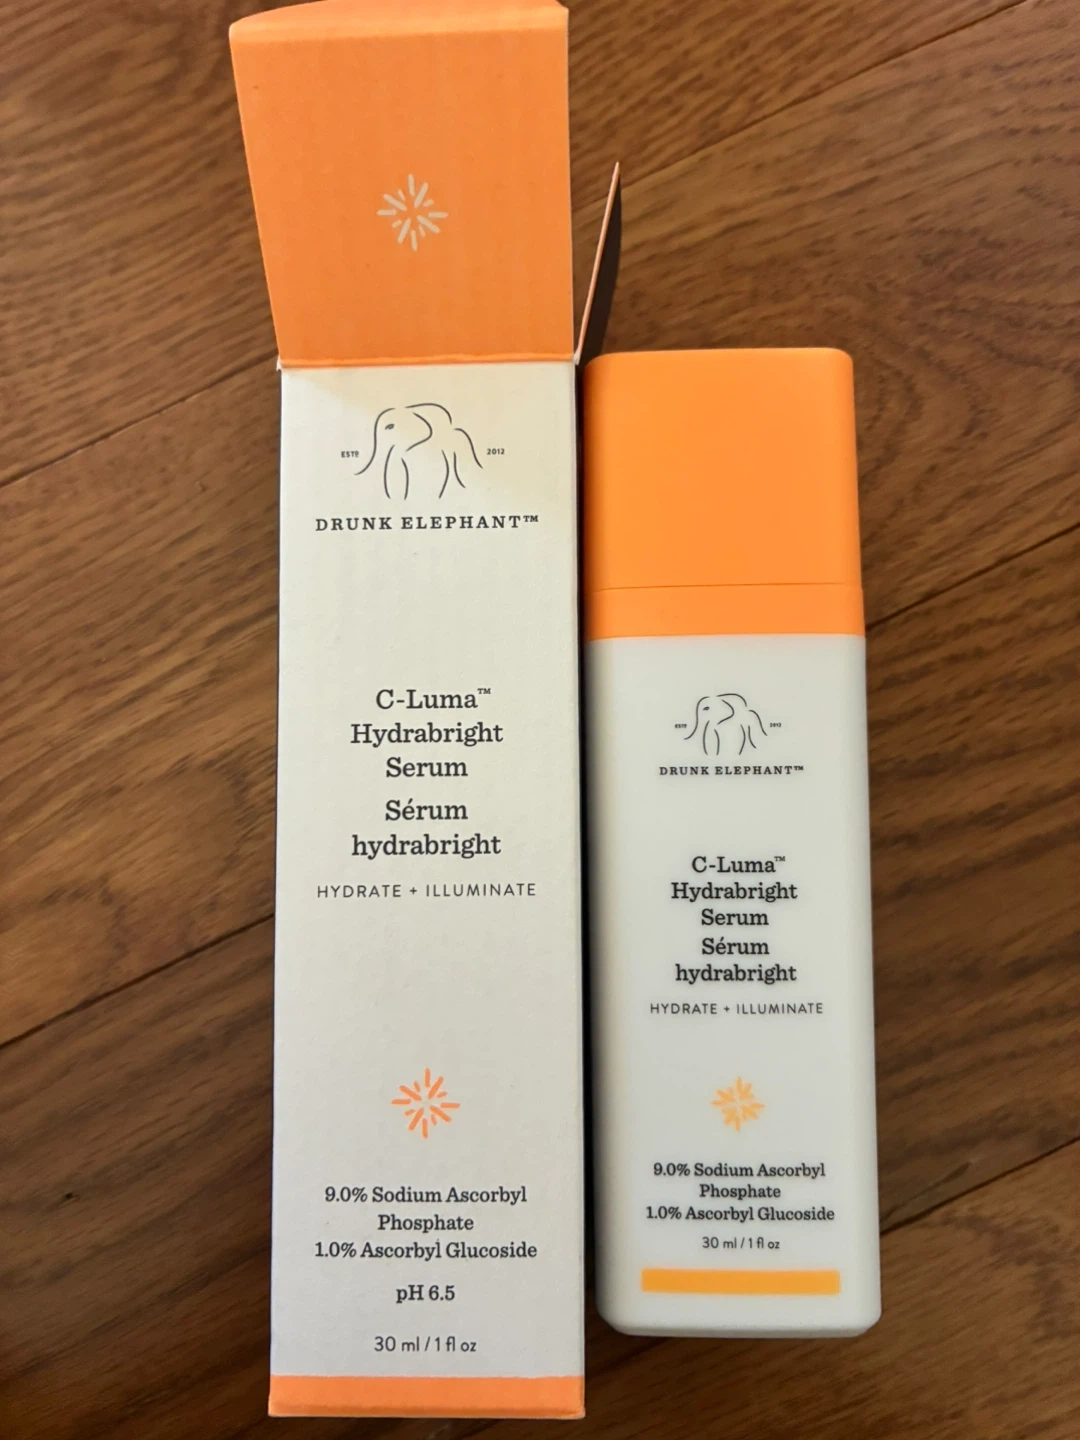 ESTD 2012
DRUNK ELEPHANT™
C-Luma™
Hydrabright
Serum
Sérum
hydrabright
HYDRATE + ILLUMINATE
9.0% Sodium Ascorbyl
Phosphate
1.0% Ascorbyl Glucoside
pH 6.5
30 ml / 1 fl oz
ESTD 2012
DRUNK ELEPHANT™
C-Luma™
Hydrabright
Serum
Sérum
hydrabright
HYDRATE + ILLUMINATE
9.0% Sodium Ascorbyl
Phosphate
1.0% Ascorbyl Glucoside
30 ml / 1 fl oz